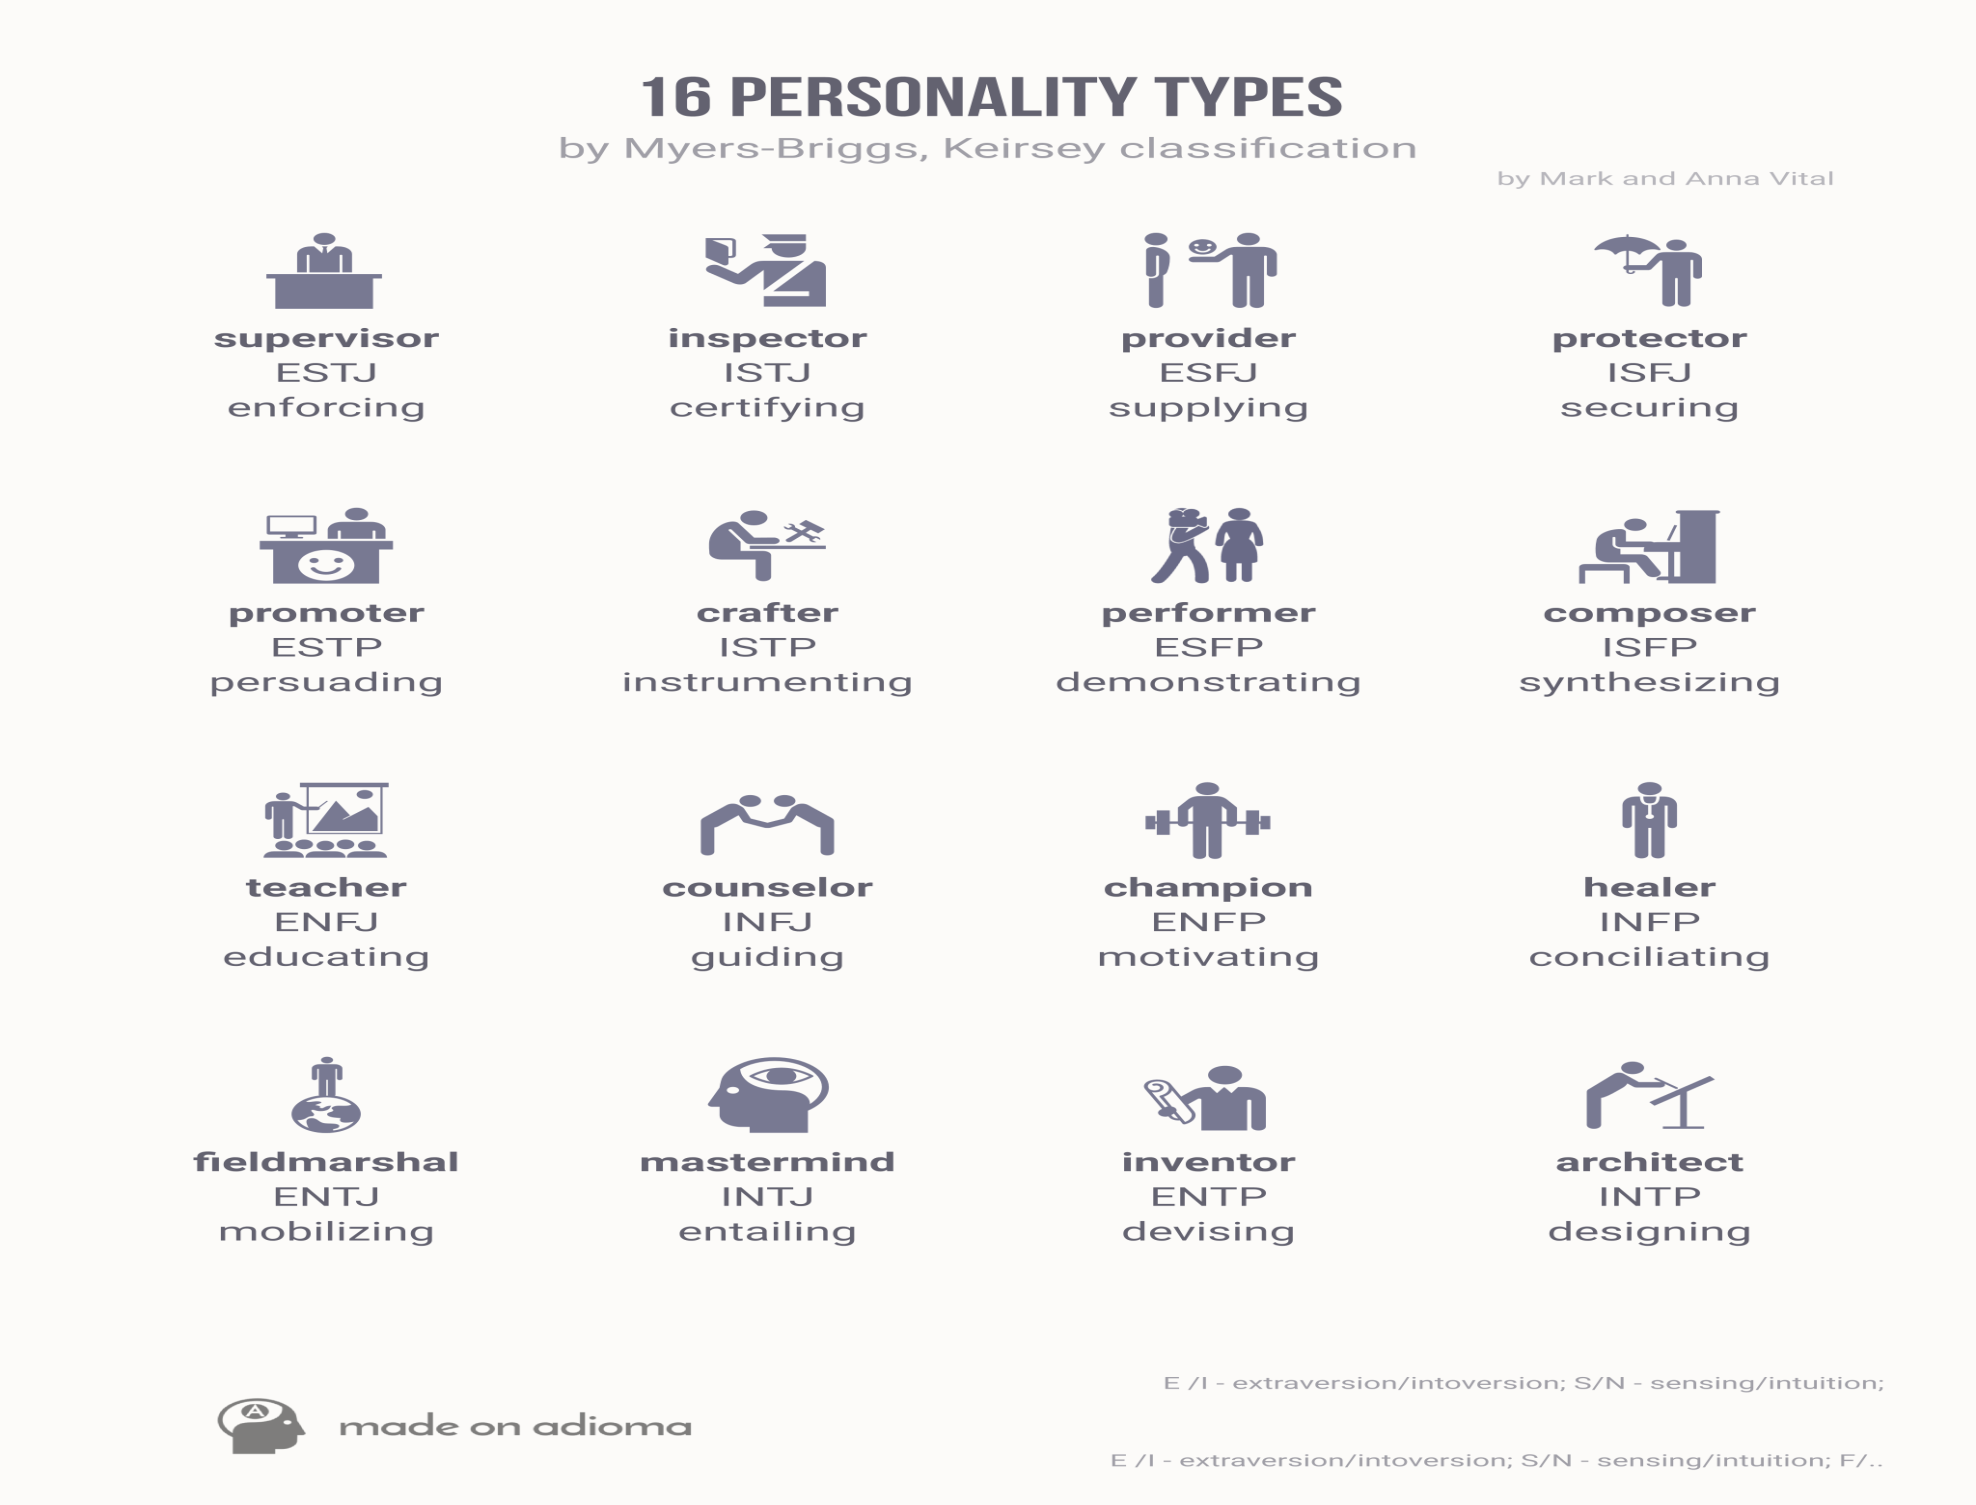 16 PERSONALITY TYPES
by Myers-Briggs, Keirsey classification
by Mark and Anna Vital
supervisor
ESTJ
enforcing
inspector
ISTJ
certifying
provider
ESFJ
supplying
protector
ISFJ
securing
promoter
ESTP
persuading
crafter
ISTP
instrumenting
performer
ESFP
demonstrating
composer
ISFP
synthesizing
teacher
ENFJ
educating
counselor
INFJ
guiding
champion
ENFP
motivating
healer
INFP
conciliating
fieldmarshal
ENTJ
mobilizing
mastermind
INTJ
entailing
inventor
ENTP
devising
architect
INTP
designing
E /I - extraversion/intoversion; S/N - sensing/intuition;
A
made on adioma
E /I - extraversion/intoversion; S/N - sensing/intuition; F/..